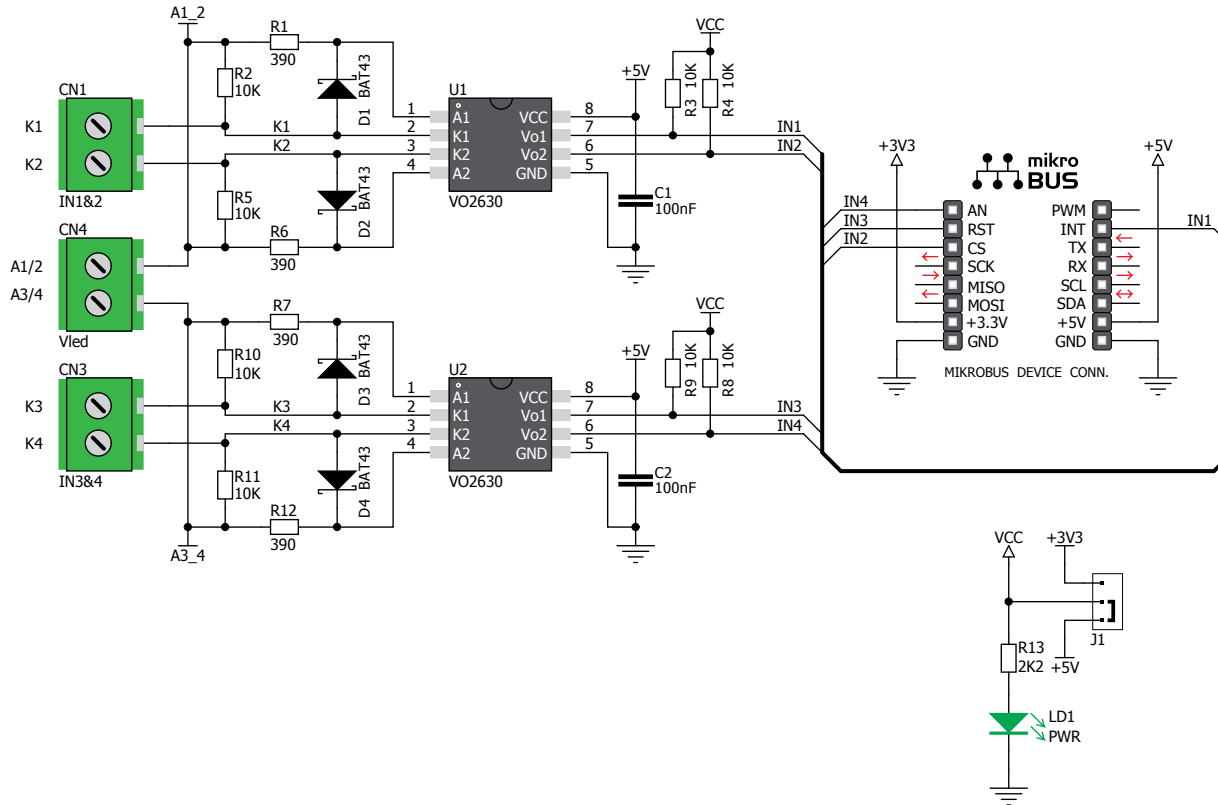 A1_2
R1
390
R2
10K
BAT43
D1
CN1
K1
K2
IN1&2
K1
K2
R5
10K
BAT43
D2
R6
390
U1
1
2
3
4
A1
K1
K2
A2
VCC
Vo1
Vo2
GND
8
7
6
5
VO2630
+5V
C1
100nF
VCC
R3 10K
R4 10K
IN1
IN2
CN4
A1/2
A3/4
Vled
R7
390
R10
10K
BAT43
D3
CN3
K3
K4
IN3&4
K3
K4
R11
10K
BAT43
D4
R12
390
A3_4
U2
1
2
3
4
A1
K1
K2
A2
VCC
Vo1
Vo2
GND
8
7
6
5
VO2630
+5V
C2
100nF
VCC
R9 10K
R8 10K
IN3
IN4
+3V3
mikro
BUS
+5V
IN4
IN3
IN2
AN
RST
CS
SCK
MISO
MOSI
+3.3V
GND
PWM
INT
TX
RX
SCL
SDA
+5V
GND
IN1
MIKROBUS DEVICE CONN.
VCC
+3V3
J1
+5V
R13
2K2
LD1
PWR